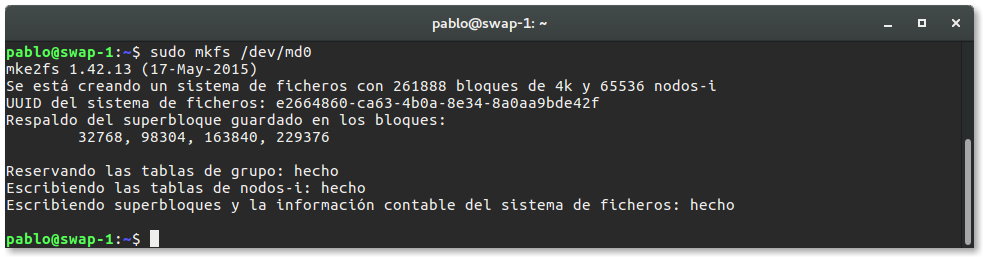 pablo@swap-1: ~
pablo@swap-1:~$ sudo mkfs /dev/md0
mke2fs 1.42.13 (17-May-2015)
Se está creando un sistema de ficheros con 261888 bloques de 4k y 65536 nodos-i
UUID del sistema de ficheros: e2664860-ca63-4b0a-8e34-8a0aa9bde42f
Respaldo del superbloque guardado en los bloques:
32768, 98304, 163840, 229376
Reservando las tablas de grupo: hecho
Escribiendo las tablas de nodos-i: hecho
Escribiendo superbloques y la información contable del sistema de ficheros: hecho
pablo@swap-1:~$